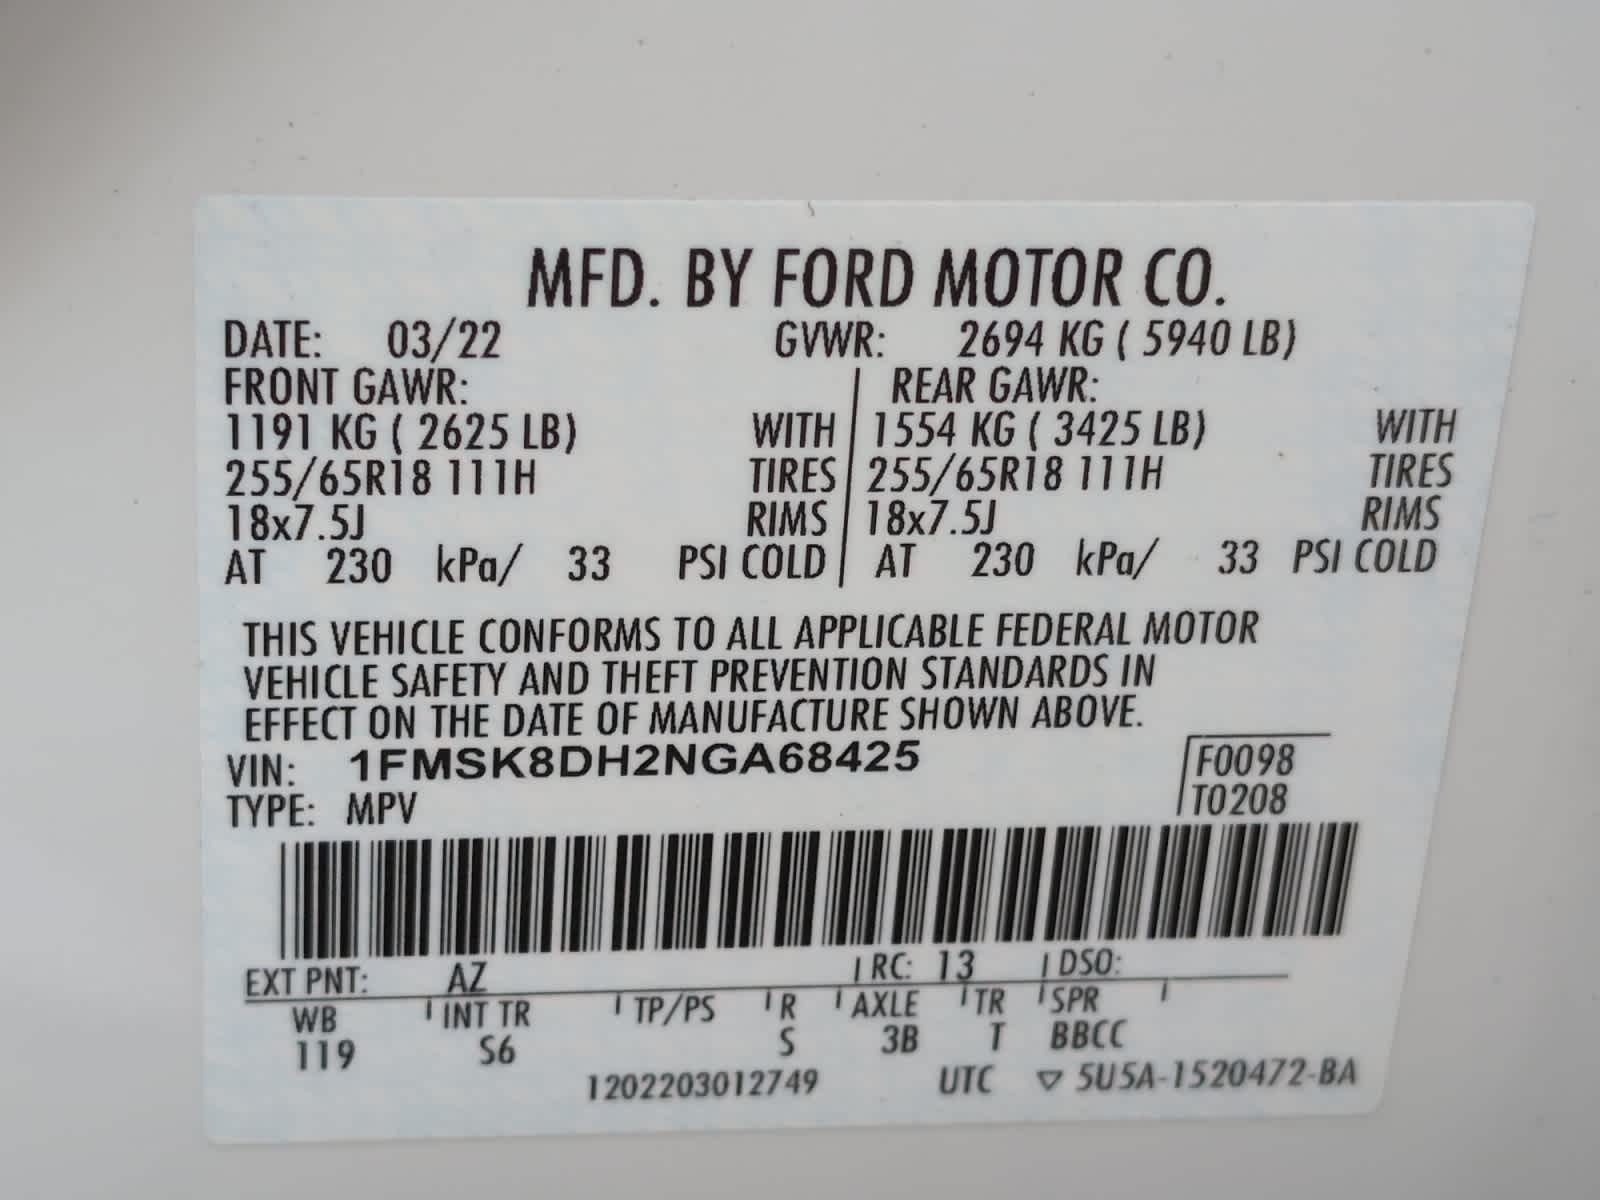 MFD. BY FORD MOTOR CO.
DATE: 03/22 GVWR: 2694 KG ( 5940 LB)
FRONT GAWR: REAR GAWR:
1191 KG ( 2625 LB) WITH 1554 KG ( 3425 LB) WITH
255/65R18 111H TIRES 255/65R18 111H TIRES
18x7.5J RIMS 18x7.5J RIMS
AT 230 kPa/ 33 PSI COLD AT 230 kPa/ 33 PSI COLD
THIS VEHICLE CONFORMS TO ALL APPLICABLE FEDERAL MOTOR
VEHICLE SAFETY AND THEFT PREVENTION STANDARDS IN
EFFECT ON THE DATE OF MANUFACTURE SHOWN ABOVE.
VIN: 1FMSK8DH2NGA68425 F0098
TYPE: MPV T0208
EXT PNT: AZ RC: 13 DSO:
WB INT TR TP/PS R AXLE TR SPR
119 S6 S 3B T BBCC
1202203012749 UTC ▽ 5U5A-1520472-BA